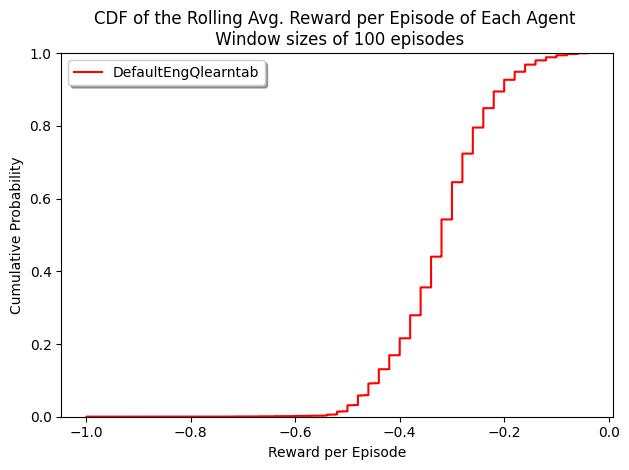 CDF of the Rolling Avg. Reward per Episode of Each Agent
Window sizes of 100 episodes
DefaultEngQlearntab
Cumulative Probability
1.0
0.8
0.6
0.4
0.2
0.0
−1.0 −0.8 −0.6 −0.4 −0.2 0.0
Reward per Episode